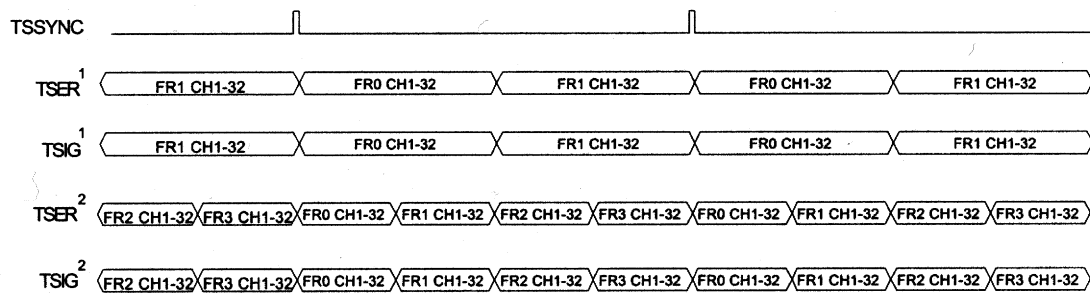 TSSYNC
TSER1 FR1 CH1-32 FR0 CH1-32 FR1 CH1-32 FR0 CH1-32 FR1 CH1-32
TSIG1 FR1 CH1-32 FR0 CH1-32 FR1 CH1-32 FR0 CH1-32 FR1 CH1-32
TSER2 FR2 CH1-32 FR3 CH1-32 FR0 CH1-32 FR1 CH1-32 FR2 CH1-32 FR3 CH1-32 FR0 CH1-32 FR1 CH1-32 FR2 CH1-32 FR3 CH1-32
TSIG2 FR2 CH1-32 FR3 CH1-32 FR0 CH1-32 FR1 CH1-32 FR2 CH1-32 FR3 CH1-32 FR0 CH1-32 FR1 CH1-32 FR2 CH1-32 FR3 CH1-32